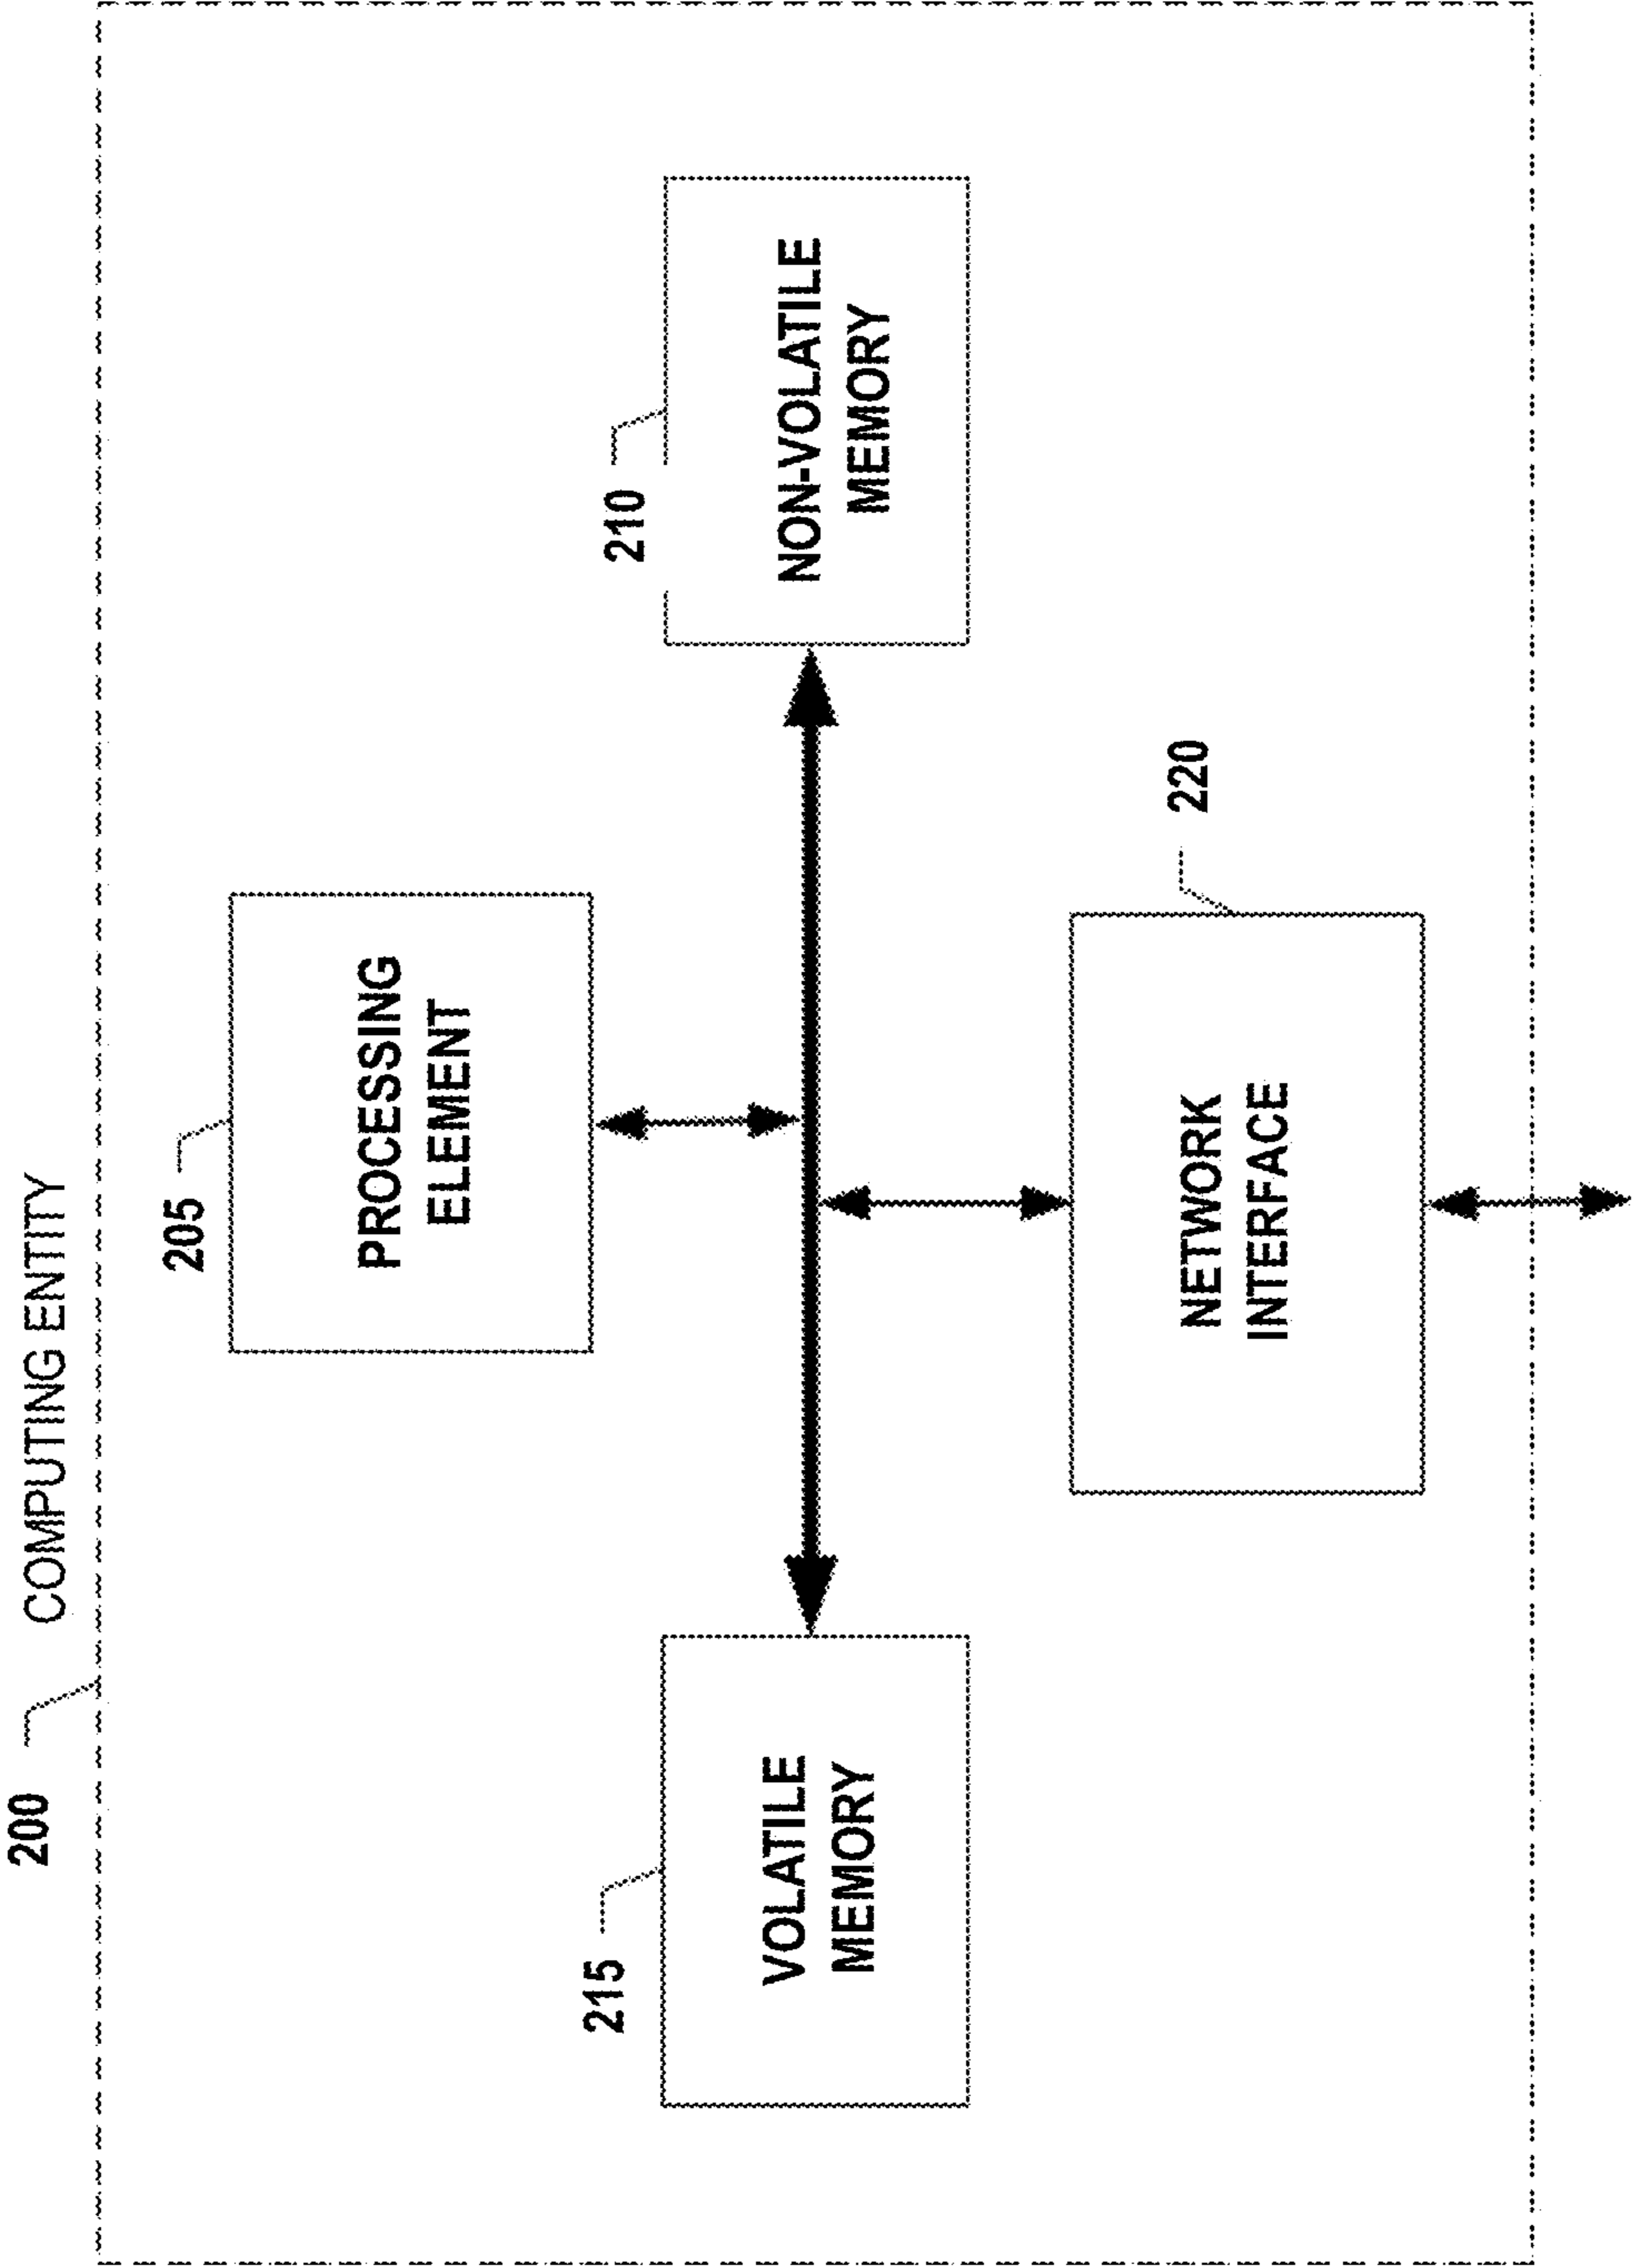 200
COMPUTING ENTITY
205
PROCESSING
ELEMENT
215
VOLATILE
MEMORY
210
NON-VOLATILE
MEMORY
220
NETWORK
INTERFACE